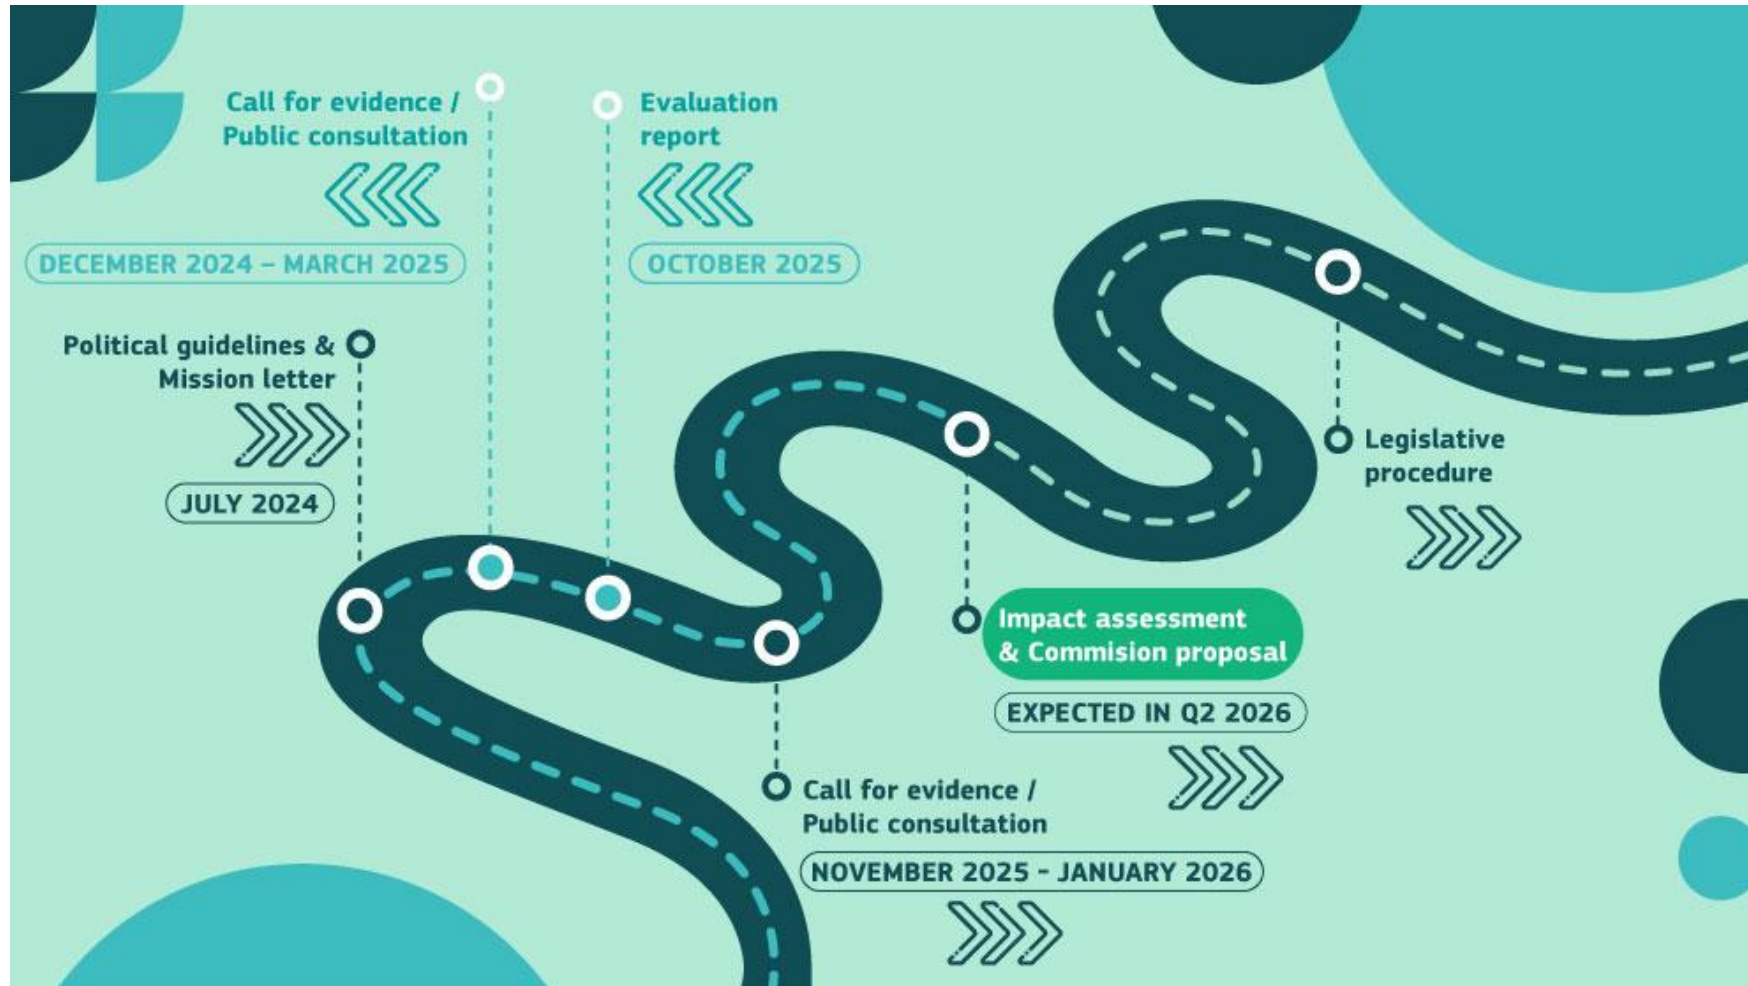 Call for evidence /
Public consultation
DECEMBER 2024 – MARCH 2025
Evaluation
report
OCTOBER 2025
Political guidelines &
Mission letter
JULY 2024
Legislative
procedure
Impact assessment
& Commision proposal
EXPECTED IN Q2 2026
Call for evidence /
Public consultation
NOVEMBER 2025 – JANUARY 2026